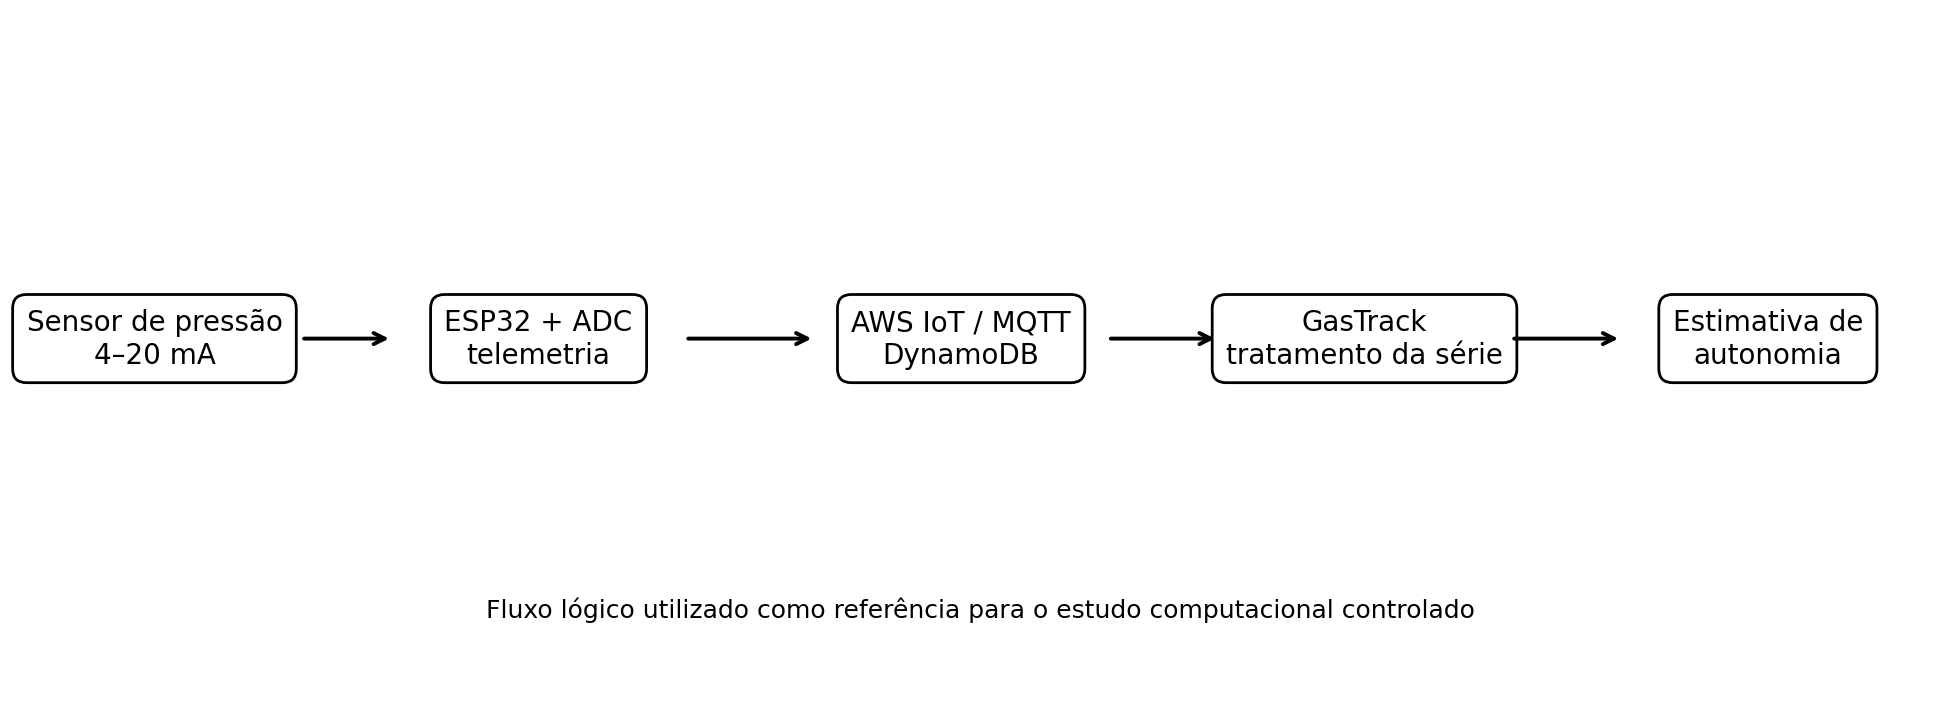 Sensor de pressão
4–20 mA
ESP32 + ADC
telemetria
AWS IoT / MQTT
DynamoDB
GasTrack
tratamento da série
Estimativa de
autonomia
Fluxo lógico utilizado como referência para o estudo computacional controlado